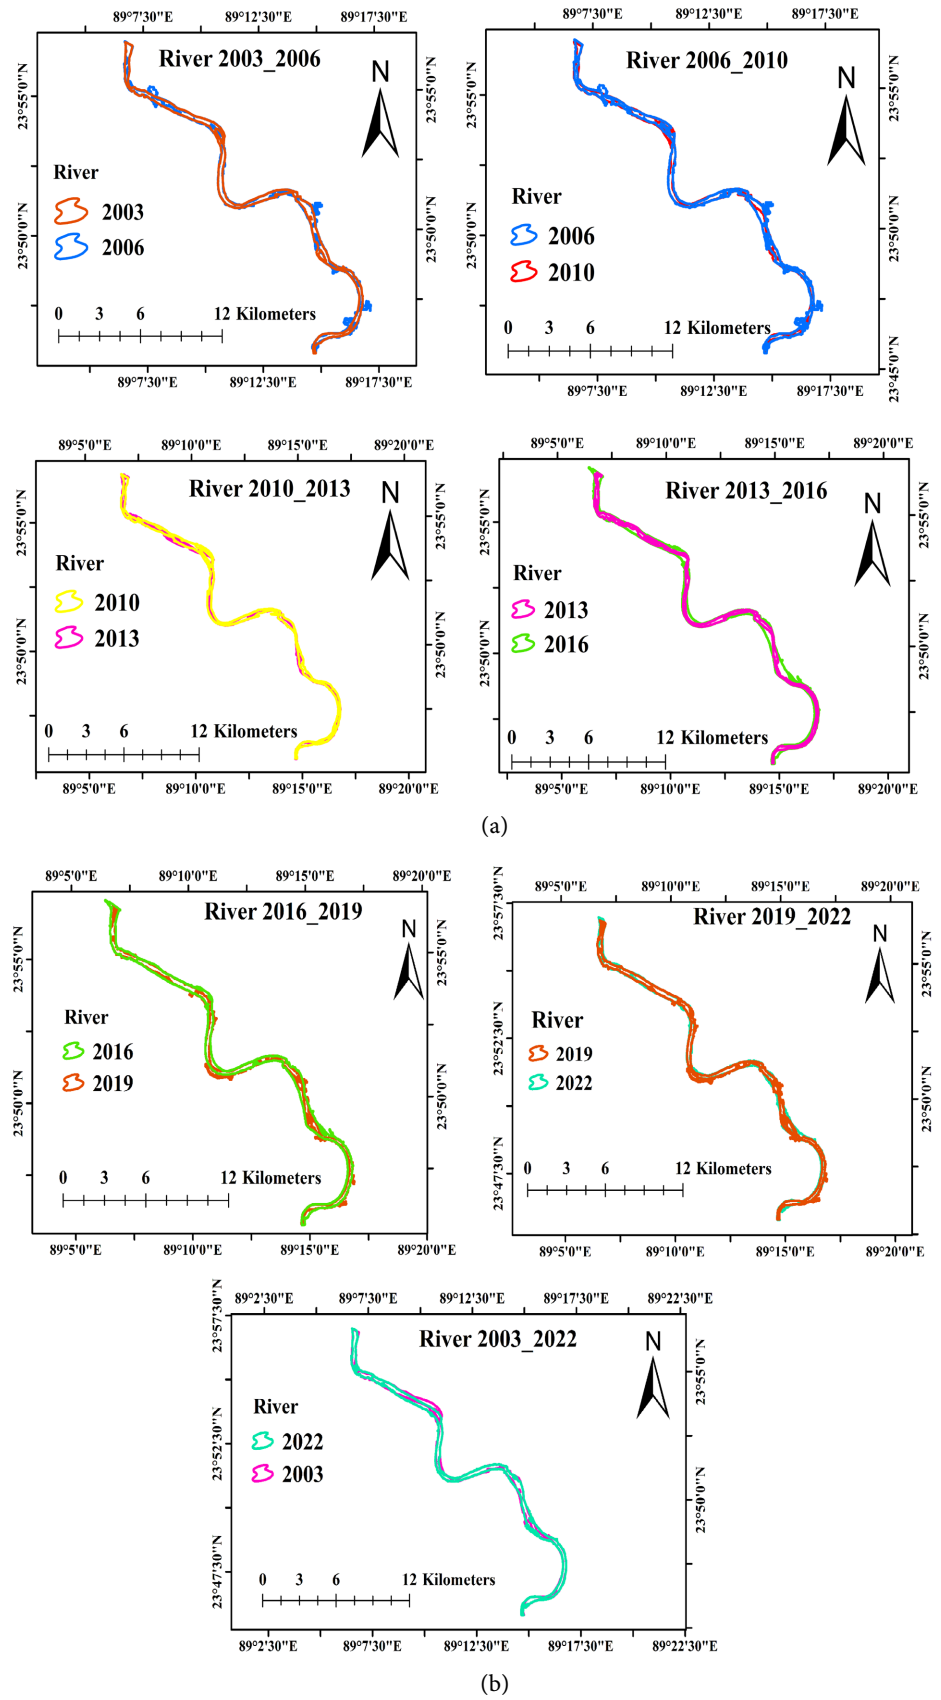 89°7'30"E 89°12'30"E 89°17'30"E
River 2003_2006
N
23°55'0"N
23°55'0"N
River
2003
2006
23°50'0"N
23°50'0"N
0 3 6 12 Kilometers
89°7'30"E 89°12'30"E 89°17'30"E
89°7'30"E 89°12'30"E 89°17'30"E
River 2006_2010
N
23°55'0"N
23°55'0"N
River
2006
2010
23°50'0"N
23°50'0"N
0 3 6 12 Kilometers
23°45'0"N
89°7'30"E 89°12'30"E 89°17'30"E
89°5'0"E 89°10'0"E 89°15'0"E 89°20'0"E
River 2010_2013
N
23°55'0"N
23°55'0"N
River
2010
2013
23°50'0"N
23°50'0"N
0 3 6 12 Kilometers
89°5'0"E 89°10'0"E 89°15'0"E 89°20'0"E
89°5'0"E 89°10'0"E 89°15'0"E 89°20'0"E
River 2013_2016
N
23°55'0"N
23°55'0"N
River
2013
2016
23°50'0"N
23°50'0"N
0 3 6 12 Kilometers
89°5'0"E 89°10'0"E 89°15'0"E 89°20'0"E
(a)
89°5'0"E 89°10'0"E 89°15'0"E 89°20'0"E
River 2016_2019
N
23°55'0"N
23°55'0"N
River
2016
2019
23°50'0"N
23°50'0"N
0 3 6 12 Kilometers
89°5'0"E 89°10'0"E 89°15'0"E 89°20'0"E
89°5'0"E 89°10'0"E 89°15'0"E 89°20'0"E
River 2019_2022
N
23°57'30"N
23°55'0"N
River
2019
2022
23°52'30"N
23°50'0"N
23°47'30"N
0 3 6 12 Kilometers
89°5'0"E 89°10'0"E 89°15'0"E 89°20'0"E
89°2'30"E 89°7'30"E 89°12'30"E 89°17'30"E 89°22'30"E
River 2003_2022
N
23°57'30"N
23°55'0"N
River
2022
2003
23°52'30"N
23°50'0"N
23°47'30"N
0 3 6 12 Kilometers
89°2'30"E 89°7'30"E 89°12'30"E 89°17'30"E 89°22'30"E
(b)